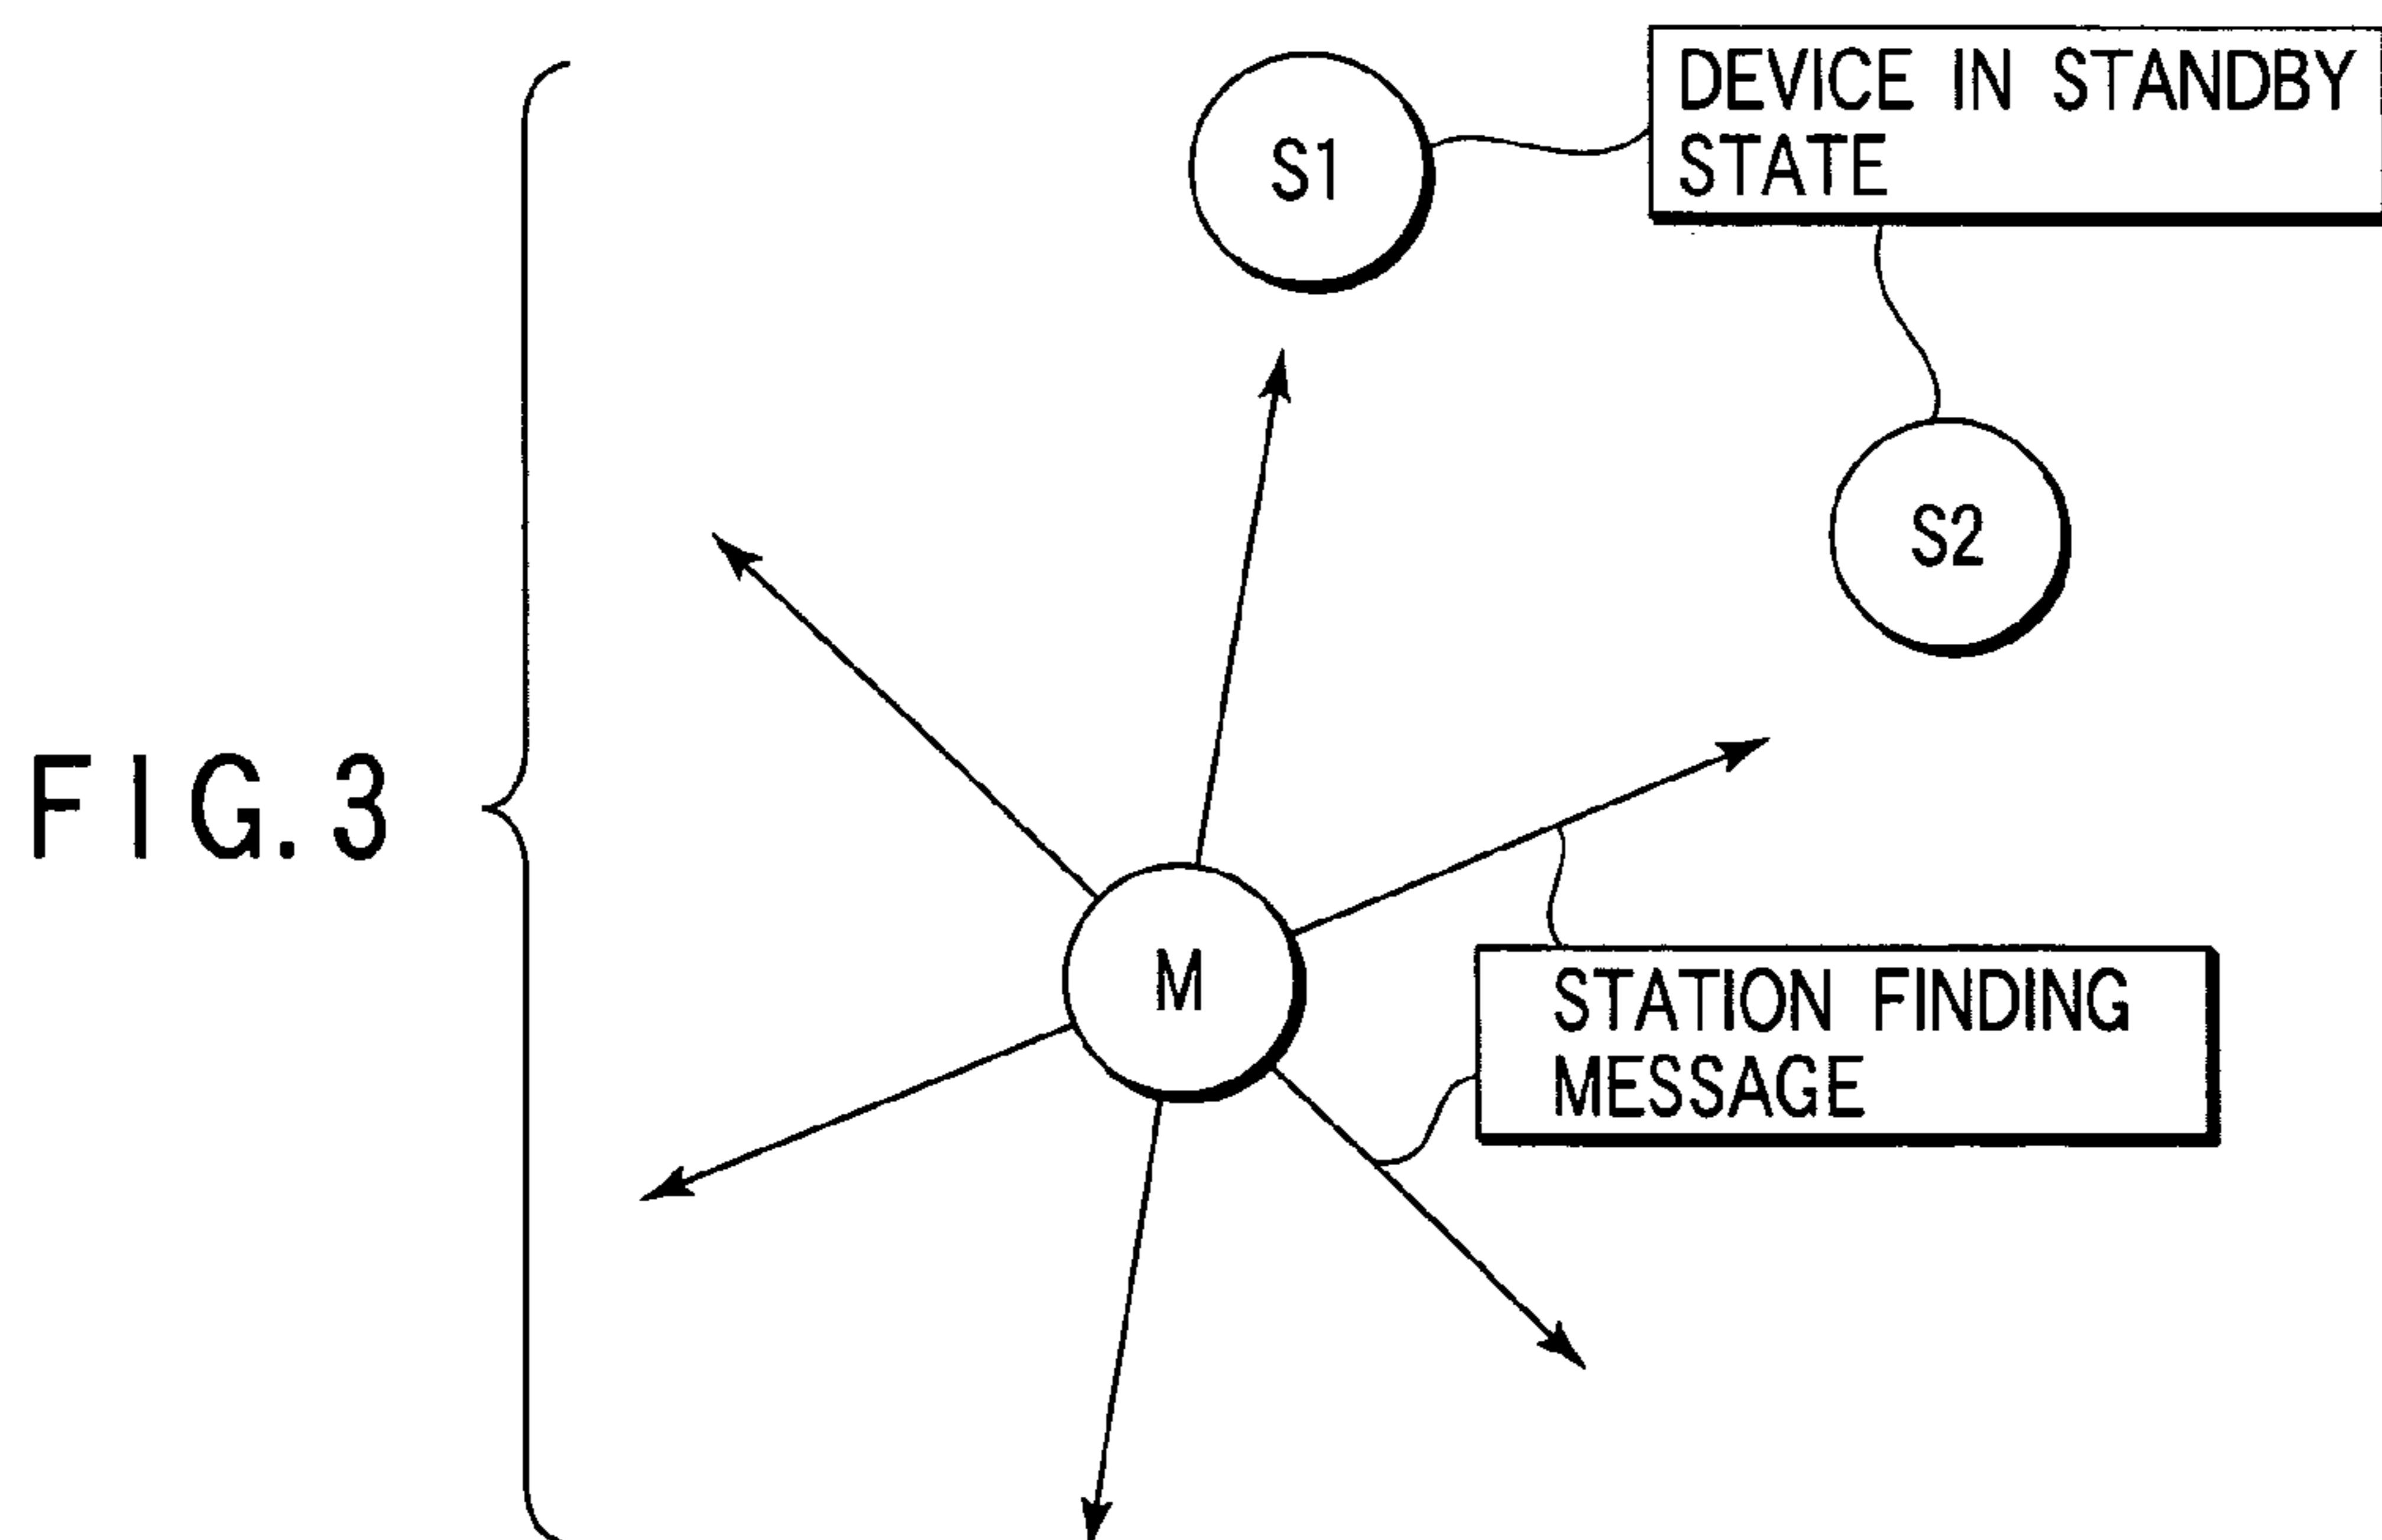 DEVICE IN STANDBY
STATE
S1
S2
FIG. 3
M
STATION FINDING
MESSAGE